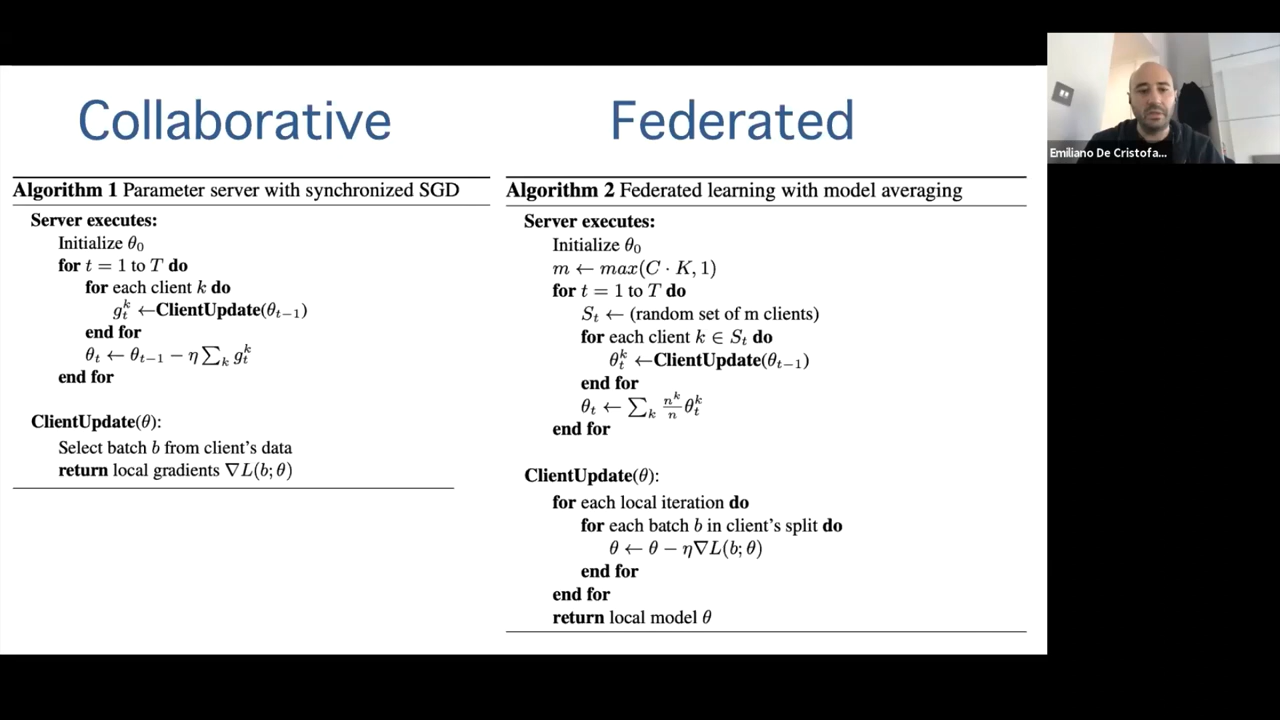 Collaborative
Algorithm 1 Parameter server with synchronized SGD
Server executes:
Initialize θ₀
for t = 1 to T do
for each client k do
gₜᵏ ←ClientUpdate(θₜ₋₁)
end for
θₜ ← θₜ₋₁ − η ∑ₖ gₜᵏ
end for
ClientUpdate(θ):
Select batch b from client's data
return local gradients ∇L(b; θ)
Federated
Algorithm 2 Federated learning with model averaging
Server executes:
Initialize θ₀
m ← max(C · K, 1)
for t = 1 to T do
Sₜ ← (random set of m clients)
for each client k ∈ Sₜ do
θₜᵏ ←ClientUpdate(θₜ₋₁)
end for
θₜ ← ∑ₖ nᵏ/n θₜᵏ
end for
ClientUpdate(θ):
for each local iteration do
for each batch b in client's split do
θ ← θ − η∇L(b; θ)
end for
end for
return local model θ
Emiliano De Cristofa...